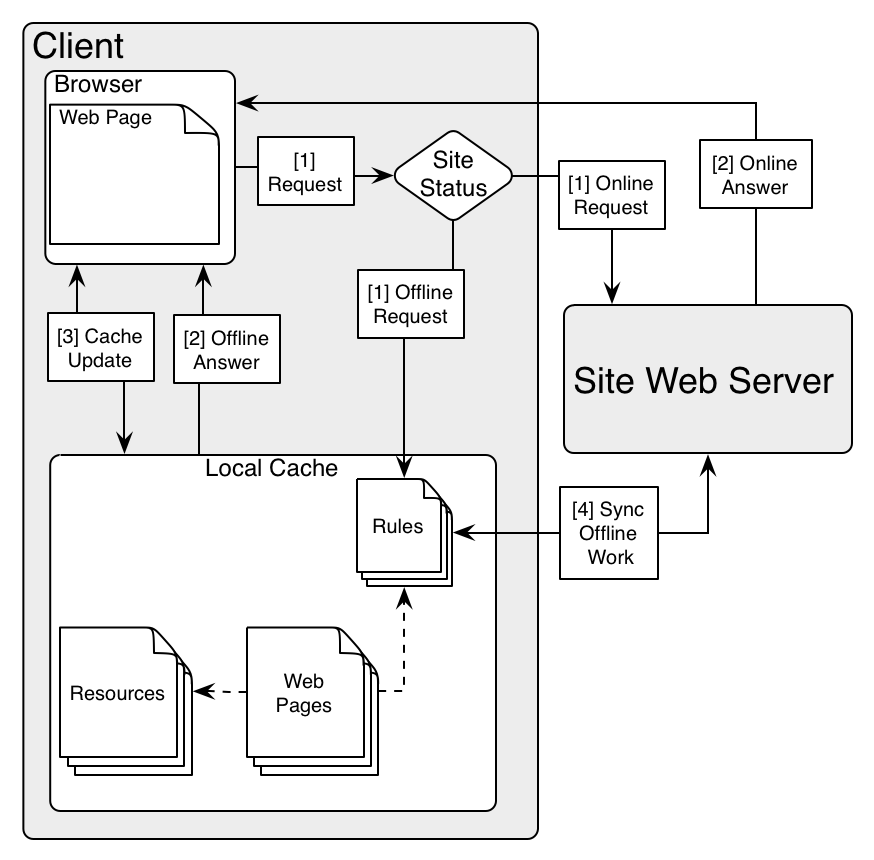 Client
Browser
Web Page
[1]
Request
Site
Status
[1] Online
Request
[2] Online
Answer
[1] Offline
Request
[3] Cache
Update
[2] Offline
Answer
Site Web Server
Local Cache
Rules
[4] Sync
Offline
Work
Resources
Web
Pages